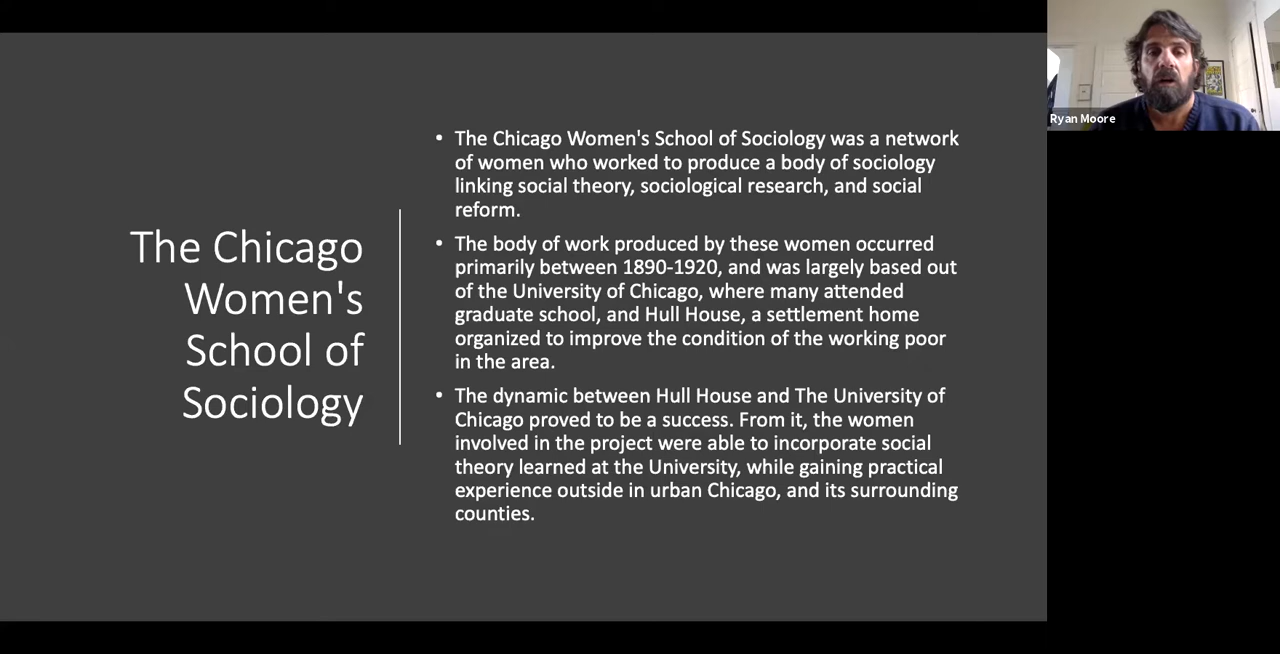 The Chicago
Women's
School of
Sociology
• The Chicago Women's School of Sociology was a network
of women who worked to produce a body of sociology
linking social theory, sociological research, and social
reform.
• The body of work produced by these women occurred
primarily between 1890-1920, and was largely based out
of the University of Chicago, where many attended
graduate school, and Hull House, a settlement home
organized to improve the condition of the working poor
in the area.
• The dynamic between Hull House and The University of
Chicago proved to be a success. From it, the women
involved in the project were able to incorporate social
theory learned at the University, while gaining practical
experience outside in urban Chicago, and its surrounding
counties.
Ryan Moore